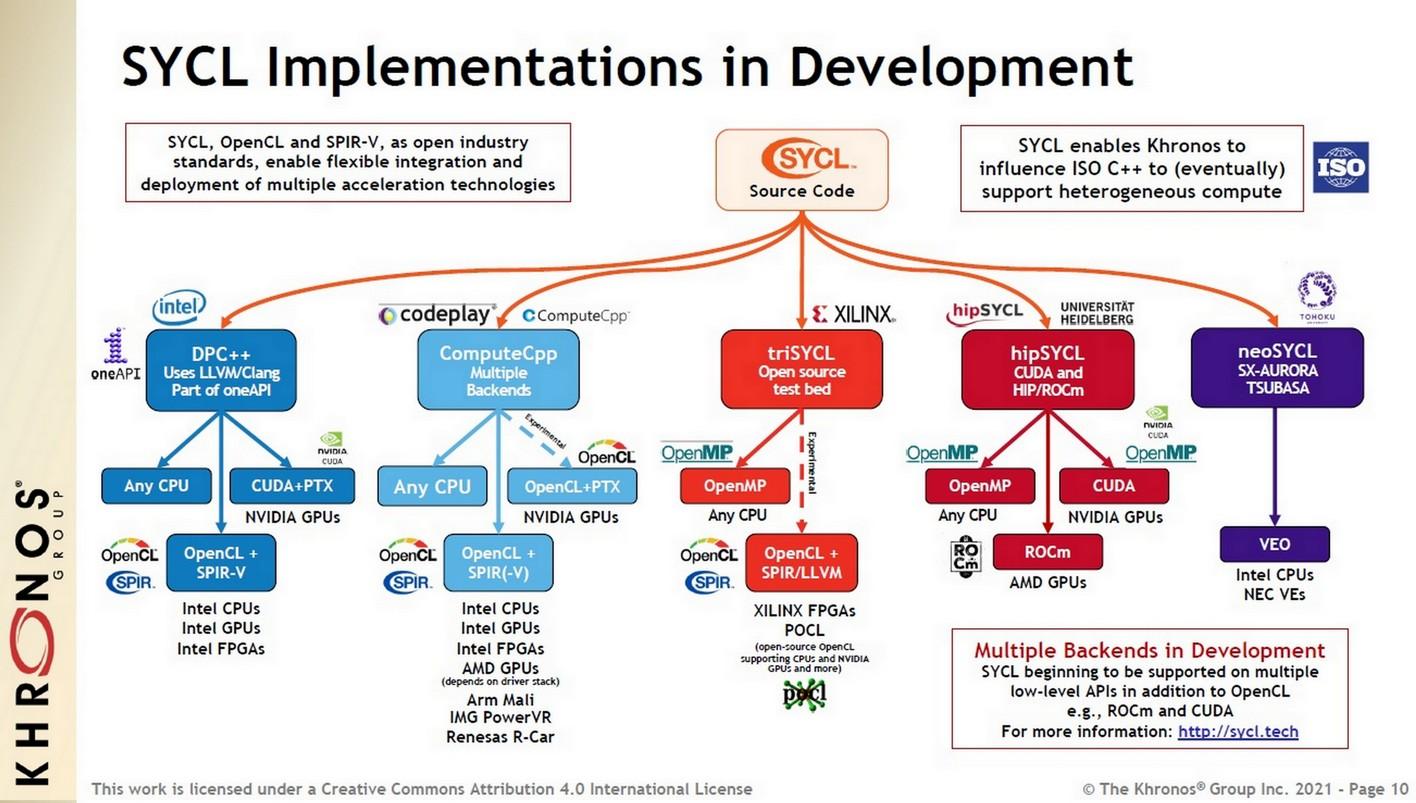 SYCL Implementations in Development
SYCL, OpenCL and SPIR-V, as open industry
standards, enable flexible integration and
deployment of multiple acceleration technologies
SYCL™
Source Code
SYCL enables Khronos to
influence ISO C++ to (eventually)
support heterogeneous compute
ISO
intel
oneAPI
DPC++
Uses LLVM/Clang
Part of oneAPI
Any CPU
NVIDIA
CUDA
CUDA+PTX
NVIDIA GPUs
OpenCL
SPIR
OpenCL +
SPIR-V
Intel CPUs
Intel GPUs
Intel FPGAs
codeplay®
ComputeCpp™
ComputeCpp
Multiple
Backends
Experimental
Any CPU
OpenCL
OpenCL+PTX
NVIDIA GPUs
OpenCL
SPIR
OpenCL +
SPIR(-V)
Intel CPUs
Intel GPUs
Intel FPGAs
AMD GPUs
(depends on driver stack)
Arm Mali
IMG PowerVR
Renesas R-Car
XILINX
triSYCL
Open source
test bed
Experimental
OpenMP
OpenMP
Any CPU
OpenCL
SPIR
OpenCL +
SPIR/LLVM
XILINX FPGAs
POCL
(open-source OpenCL
supporting CPUs and NVIDIA
GPUs and more)
pocl
hipSYCL
UNIVERSITÄT
HEIDELBERG
hipSYCL
CUDA and
HIP/ROCm
OpenMP
OpenMP
Any CPU
NVIDIA
CUDA
OpenMP
CUDA
NVIDIA GPUs
ROCm
ROCm
AMD GPUs
TOHOKU
UNIVERSITY
neoSYCL
SX-AURORA
TSUBASA
VEO
Intel CPUs
NEC VEs
Multiple Backends in Development
SYCL beginning to be supported on multiple
low-level APIs in addition to OpenCL
e.g., ROCm and CUDA
For more information: http://sycl.tech
KHRONOS®
GROUP
This work is licensed under a Creative Commons Attribution 4.0 International License
© The Khronos® Group Inc. 2021 - Page 10